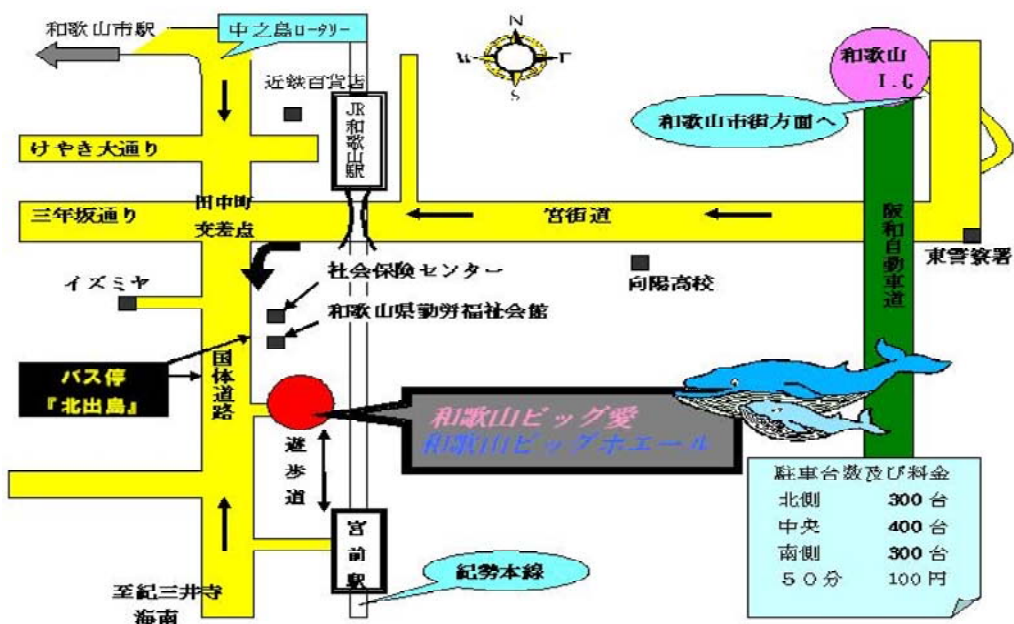 和歌山市駅
中之島ロータリー
N
W
E
S
和歌山
I.C
近鉄百貨店
JR和歌山駅
和歌山市街方面へ
けやき大通り
三年坂通り
田中町
交差点
宮街道
阪和自動車道
東警察署
社会保険センター
向陽高校
イズミヤ
和歌山県勤労福祉会館
国体道路
バス停
『北出島』
和歌山ビッグ愛
和歌山ビッグホエール
遊歩道
駐車台数及び料金
北側 300台
中央 400台
南側 300台
50分 100円
宮前駅
紀勢本線
至紀三井寺
海南